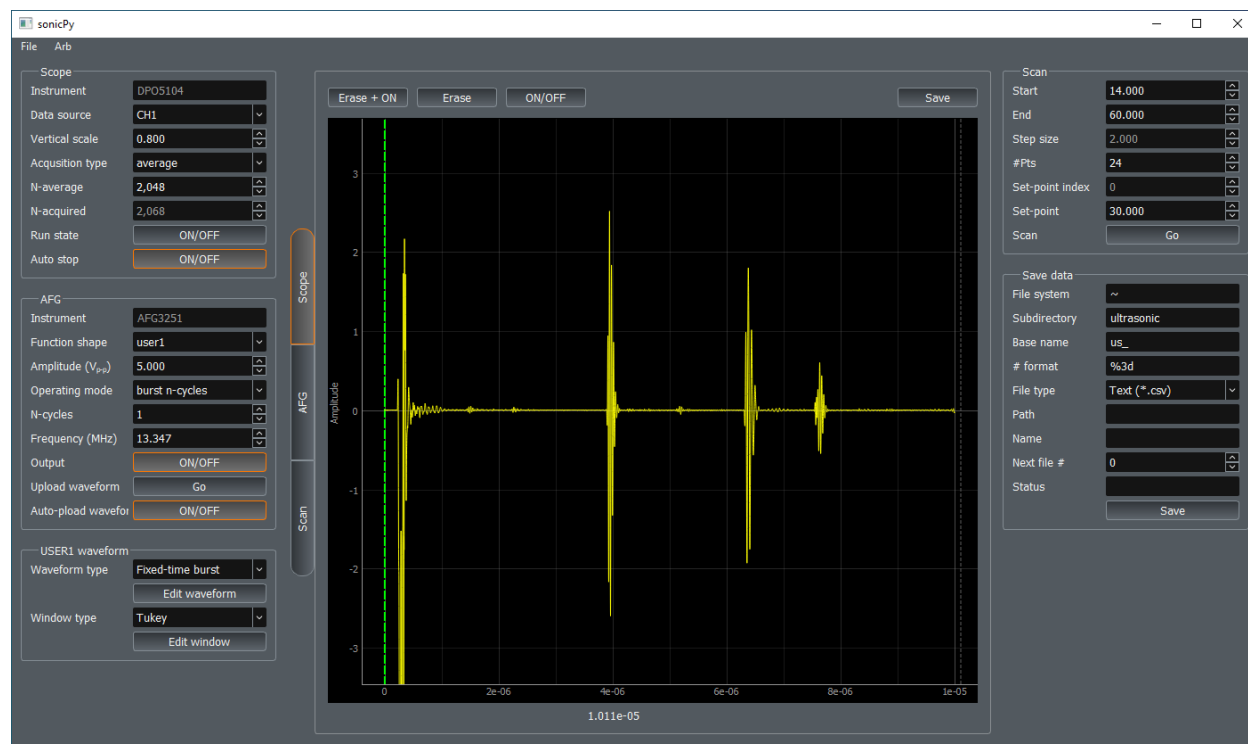 sonicPy
File Arb
Scope
Instrument DPO5104
Data source CH1
Vertical scale 0.800
Acqusition type average
N-average 2,048
N-acquired 2,068
Run state ON/OFF
Auto stop ON/OFF
AFG
Instrument AFG3251
Function shape user1
Amplitude (Vp-p) 5.000
Operating mode burst n-cycles
N-cycles 1
Frequency (MHz) 13.347
Output ON/OFF
Upload waveform Go
Auto-pload wavefor ON/OFF
USER1 waveform
Waveform type Fixed-time burst
Edit waveform
Window type Tukey
Edit window
Scope
AFG
Scan
Erase + ON Erase ON/OFF Save
Amplitude
3
2
1
0
-1
-2
-3
0 2e-06 4e-06 6e-06 8e-06 1e-05
1.011e-05
Scan
Start 14.000
End 60.000
Step size 2.000
#Pts 24
Set-point index 0
Set-point 30.000
Scan Go
Save data
File system ~
Subdirectory ultrasonic
Base name us_
# format %3d
File type Text (*.csv)
Path
Name
Next file # 0
Status
Save